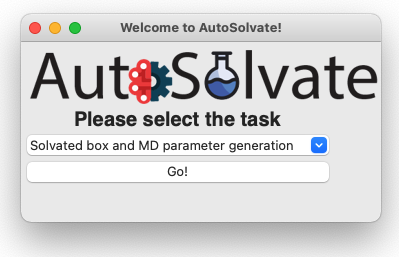 Welcome to AutoSolvate!
AutoSolvate
Please select the task
Solvated box and MD parameter generation
Go!